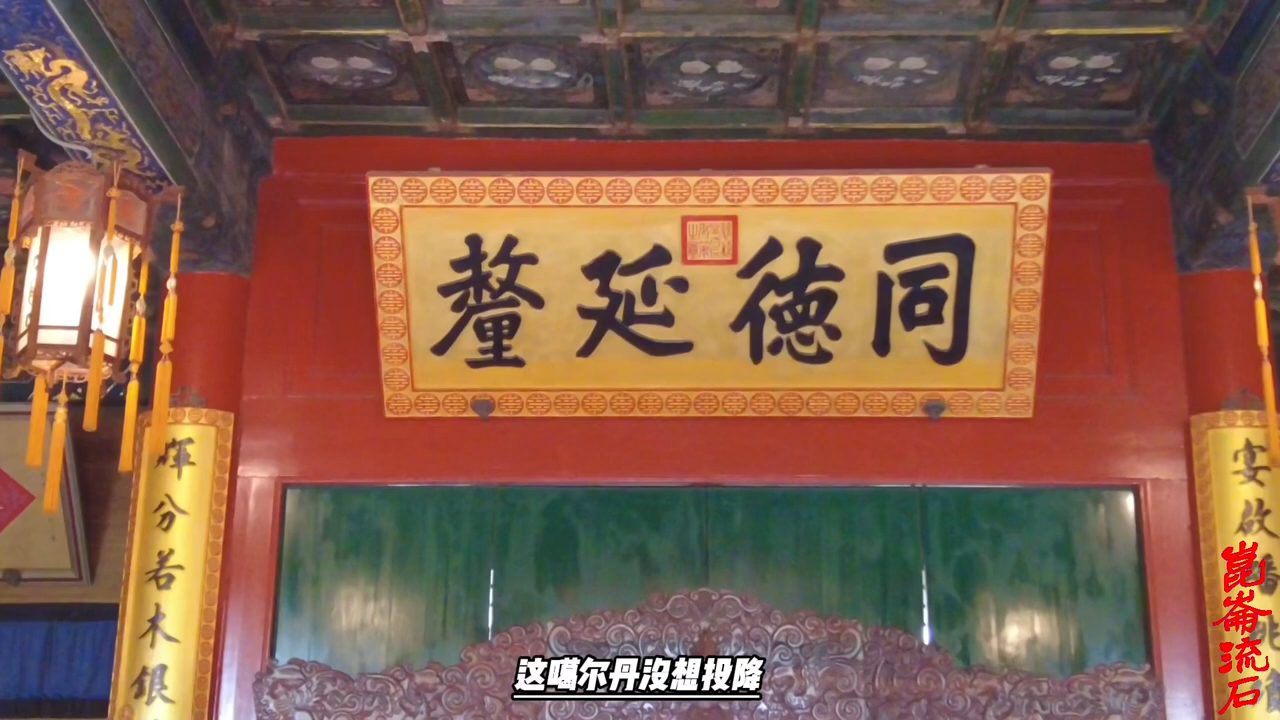 同德延釐
宴啟
輝分若木銀
这噶尔丹没想投降
崑崙流石